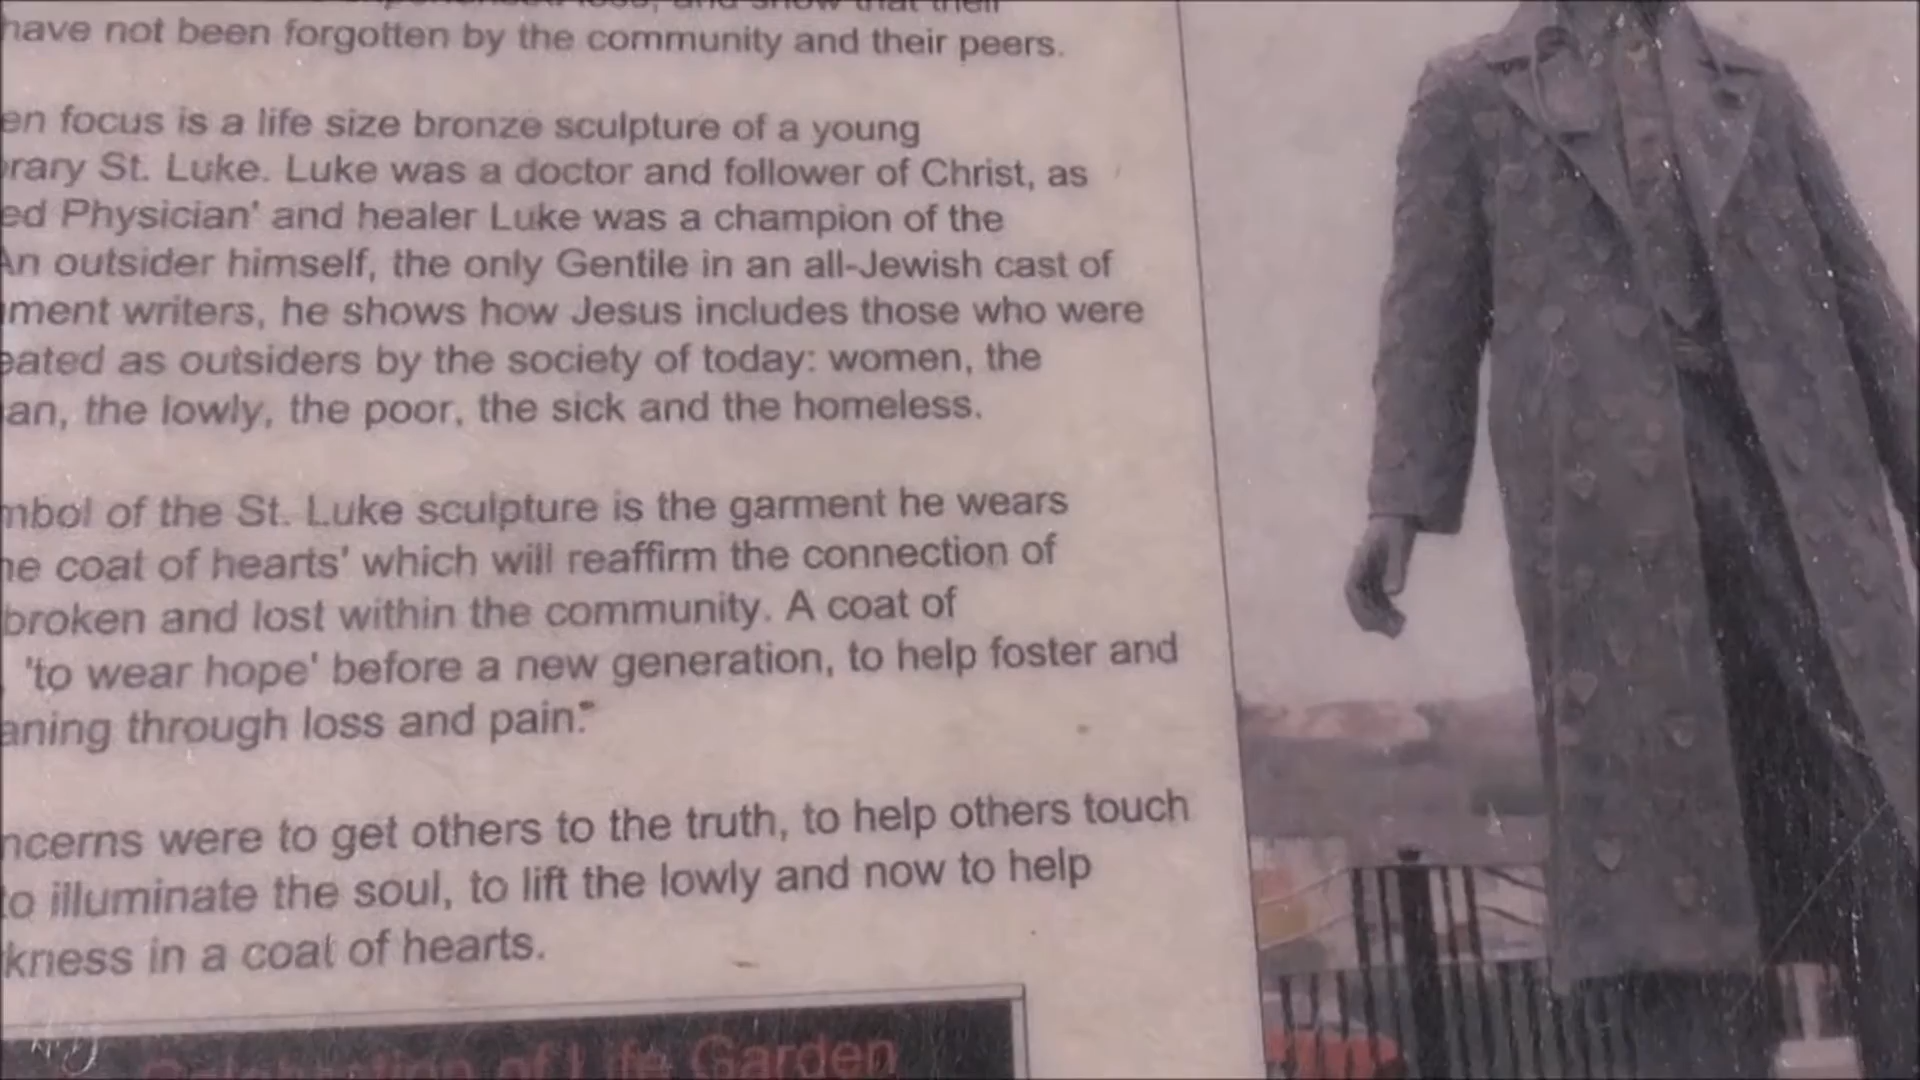 have not been forgotten by the community and their peers.
en focus is a life size bronze sculpture of a young
rary St. Luke. Luke was a doctor and follower of Christ, as
ed Physician' and healer Luke was a champion of the
An outsider himself, the only Gentile in an all-Jewish cast of
ment writers, he shows how Jesus includes those who were
eated as outsiders by the society of today: women, the
an, the lowly, the poor, the sick and the homeless.
mbol of the St. Luke sculpture is the garment he wears
he coat of hearts' which will reaffirm the connection of
broken and lost within the community. A coat of
'to wear hope' before a new generation, to help foster and
aning through loss and pain."
ncerns were to get others to the truth, to help others touch
to illuminate the soul, to lift the lowly and now to help
kness in a coat of hearts.
Celebration of Life Garden